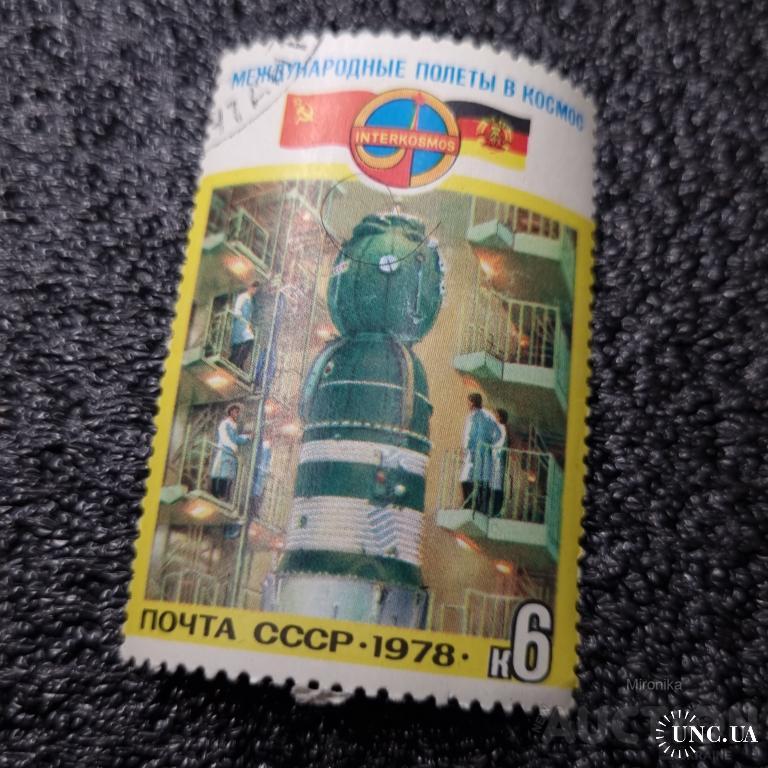 МЕЖДУНАРОДНЫЕ ПОЛЕТЫ В КОСМОС
INTERKOSMOS
ПОЧТА СССР · 1978 · К6
Mironika
UNC.UA